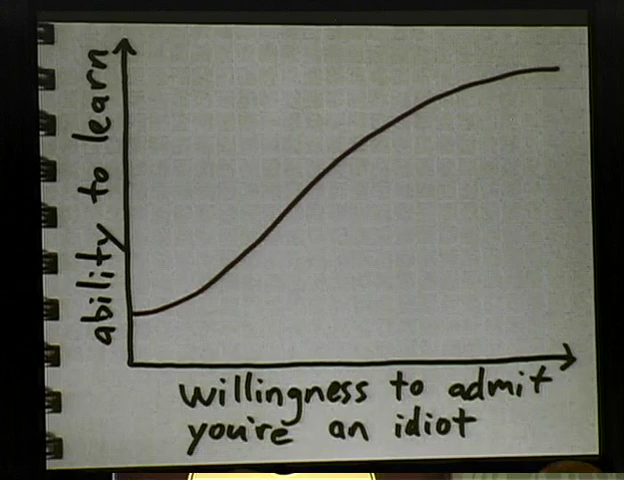 ability to learn
willingness to admit
you're an idiot